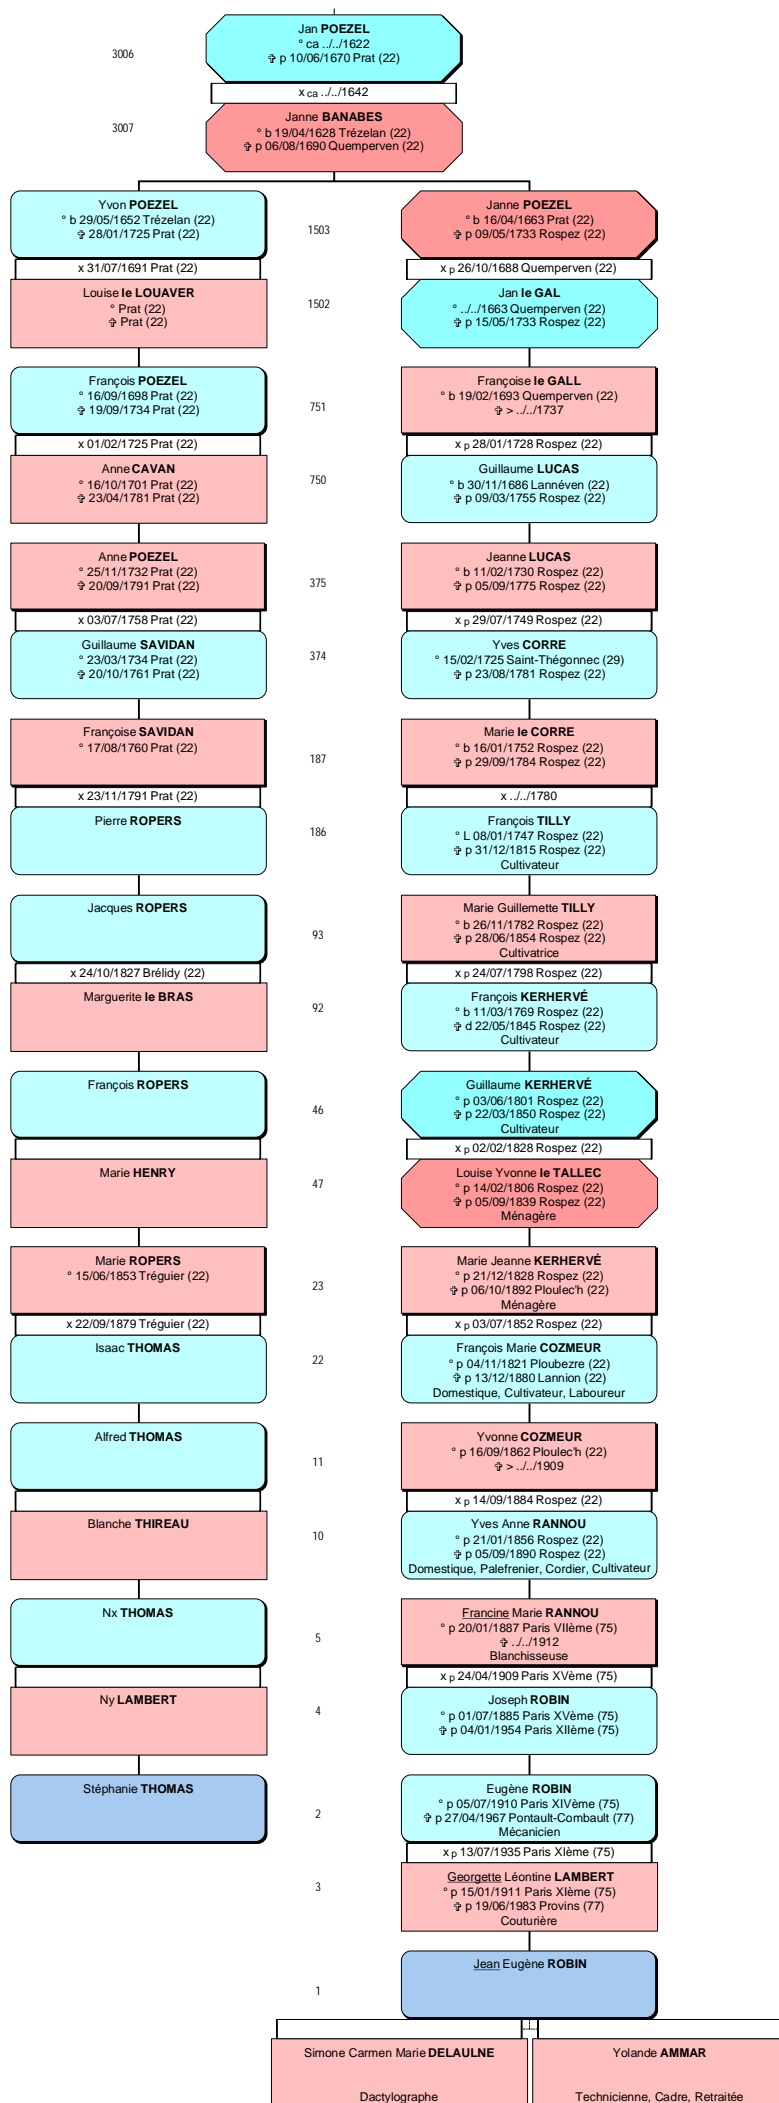 Jan POEZEL
° ca ../../1622
✞ p 10/06/1670 Prat (22)
3006
x ca ../../1642
Janne BANABES
° b 19/04/1628 Trézelan (22)
✞ p 06/08/1690 Quemperven (22)
3007
Yvon POEZEL
° b 29/05/1652 Trézelan (22)
✞ 28/01/1725 Prat (22)
x 31/07/1691 Prat (22)
Louise le LOUAVER
° Prat (22)
✞ Prat (22)
1503
1502
Janne POEZEL
° b 16/04/1663 Prat (22)
✞ p 09/05/1733 Rospez (22)
x p 26/10/1688 Quemperven (22)
Jan le GAL
° ../../1663 Quemperven (22)
✞ p 15/05/1733 Rospez (22)
François POEZEL
° 16/09/1698 Prat (22)
✞ 19/09/1734 Prat (22)
x 01/02/1725 Prat (22)
Anne CAVAN
° 16/10/1701 Prat (22)
✞ 23/04/1781 Prat (22)
751
750
Françoise le GALL
° b 19/02/1693 Quemperven (22)
✞ > ../../1737
x p 28/01/1728 Rospez (22)
Guillaume LUCAS
° b 30/11/1686 Lannéven (22)
✞ p 09/03/1755 Rospez (22)
Anne POEZEL
° 25/11/1732 Prat (22)
✞ 20/09/1791 Prat (22)
x 03/07/1758 Prat (22)
Guillaume SAVIDAN
° 23/03/1734 Prat (22)
✞ 20/10/1761 Prat (22)
375
374
Jeanne LUCAS
° b 11/02/1730 Rospez (22)
✞ p 05/09/1775 Rospez (22)
x p 29/07/1749 Rospez (22)
Yves CORRE
° 15/02/1725 Saint-Thégonnec (29)
✞ p 23/08/1781 Rospez (22)
Françoise SAVIDAN
° 17/08/1760 Prat (22)
x 23/11/1791 Prat (22)
Pierre ROPERS
187
186
Marie le CORRE
° b 16/01/1752 Rospez (22)
✞ p 29/09/1784 Rospez (22)
x ../../1780
François TILLY
° L 08/01/1747 Rospez (22)
✞ p 31/12/1815 Rospez (22)
Cultivateur
Jacques ROPERS
x 24/10/1827 Brélidy (22)
Marguerite le BRAS
93
92
Marie Guillemette TILLY
° b 26/11/1782 Rospez (22)
✞ p 28/06/1854 Rospez (22)
Cultivatrice
x p 24/07/1798 Rospez (22)
François KERHERVÉ
° b 11/03/1769 Rospez (22)
✞ d 22/05/1845 Rospez (22)
Cultivateur
François ROPERS
Marie HENRY
46
47
Guillaume KERHERVÉ
° p 03/06/1801 Rospez (22)
✞ p 22/03/1850 Rospez (22)
Cultivateur
x p 02/02/1828 Rospez (22)
Louise Yvonne le TALLEC
° p 14/02/1806 Rospez (22)
✞ p 05/09/1839 Rospez (22)
Ménagère
Marie ROPERS
° 15/06/1853 Tréguier (22)
x 22/09/1879 Tréguier (22)
Isaac THOMAS
23
22
Marie Jeanne KERHERVÉ
° p 21/12/1828 Rospez (22)
✞ p 06/10/1892 Ploulec'h (22)
Ménagère
x p 03/07/1852 Rospez (22)
François Marie COZMEUR
° p 04/11/1821 Ploubezre (22)
✞ p 13/12/1880 Lannion (22)
Domestique, Cultivateur, Laboureur
Alfred THOMAS
Blanche THIREAU
11
10
Yvonne COZMEUR
° p 16/09/1862 Ploulec'h (22)
✞ > ../../1909
x p 14/09/1884 Rospez (22)
Yves Anne RANNOU
° p 21/01/1856 Rospez (22)
✞ p 05/09/1890 Rospez (22)
Domestique, Palefrenier, Cordier, Cultivateur
Nx THOMAS
Ny LAMBERT
5
4
Francine Marie RANNOU
° p 20/01/1887 Paris VIIème (75)
✞ ../../1912
Blanchisseuse
x p 24/04/1909 Paris XVème (75)
Joseph ROBIN
° p 01/07/1885 Paris XVème (75)
✞ p 04/01/1954 Paris XIIème (75)
Stéphanie THOMAS
2
3
Eugène ROBIN
° p 05/07/1910 Paris XIVème (75)
✞ p 27/04/1967 Pontault-Combault (77)
Mécanicien
x p 13/07/1935 Paris XIème (75)
Georgette Léontine LAMBERT
° p 15/01/1911 Paris XIème (75)
✞ p 19/06/1983 Provins (77)
Couturière
1
Jean Eugène ROBIN
Simone Carmen Marie DELAULNE
Dactylographe
Yolande AMMAR
Technicienne, Cadre, Retraitée